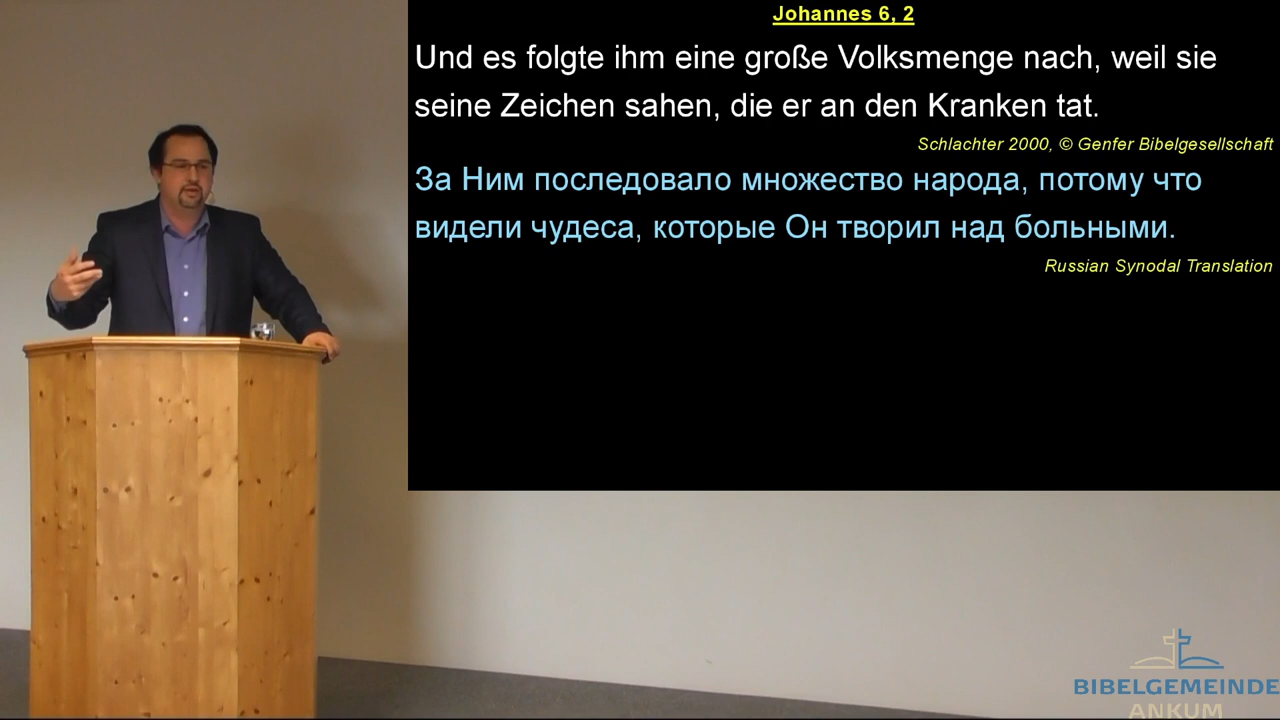 Johannes 6, 2
Und es folgte ihm eine große Volksmenge nach, weil sie
seine Zeichen sahen, die er an den Kranken tat.
Schlachter 2000, © Genfer Bibelgesellschaft
За Ним последовало множество народа, потому что
видели чудеса, которые Он творил над больными.
Russian Synodal Translation
BIBELGEMEINDE
ANKUM